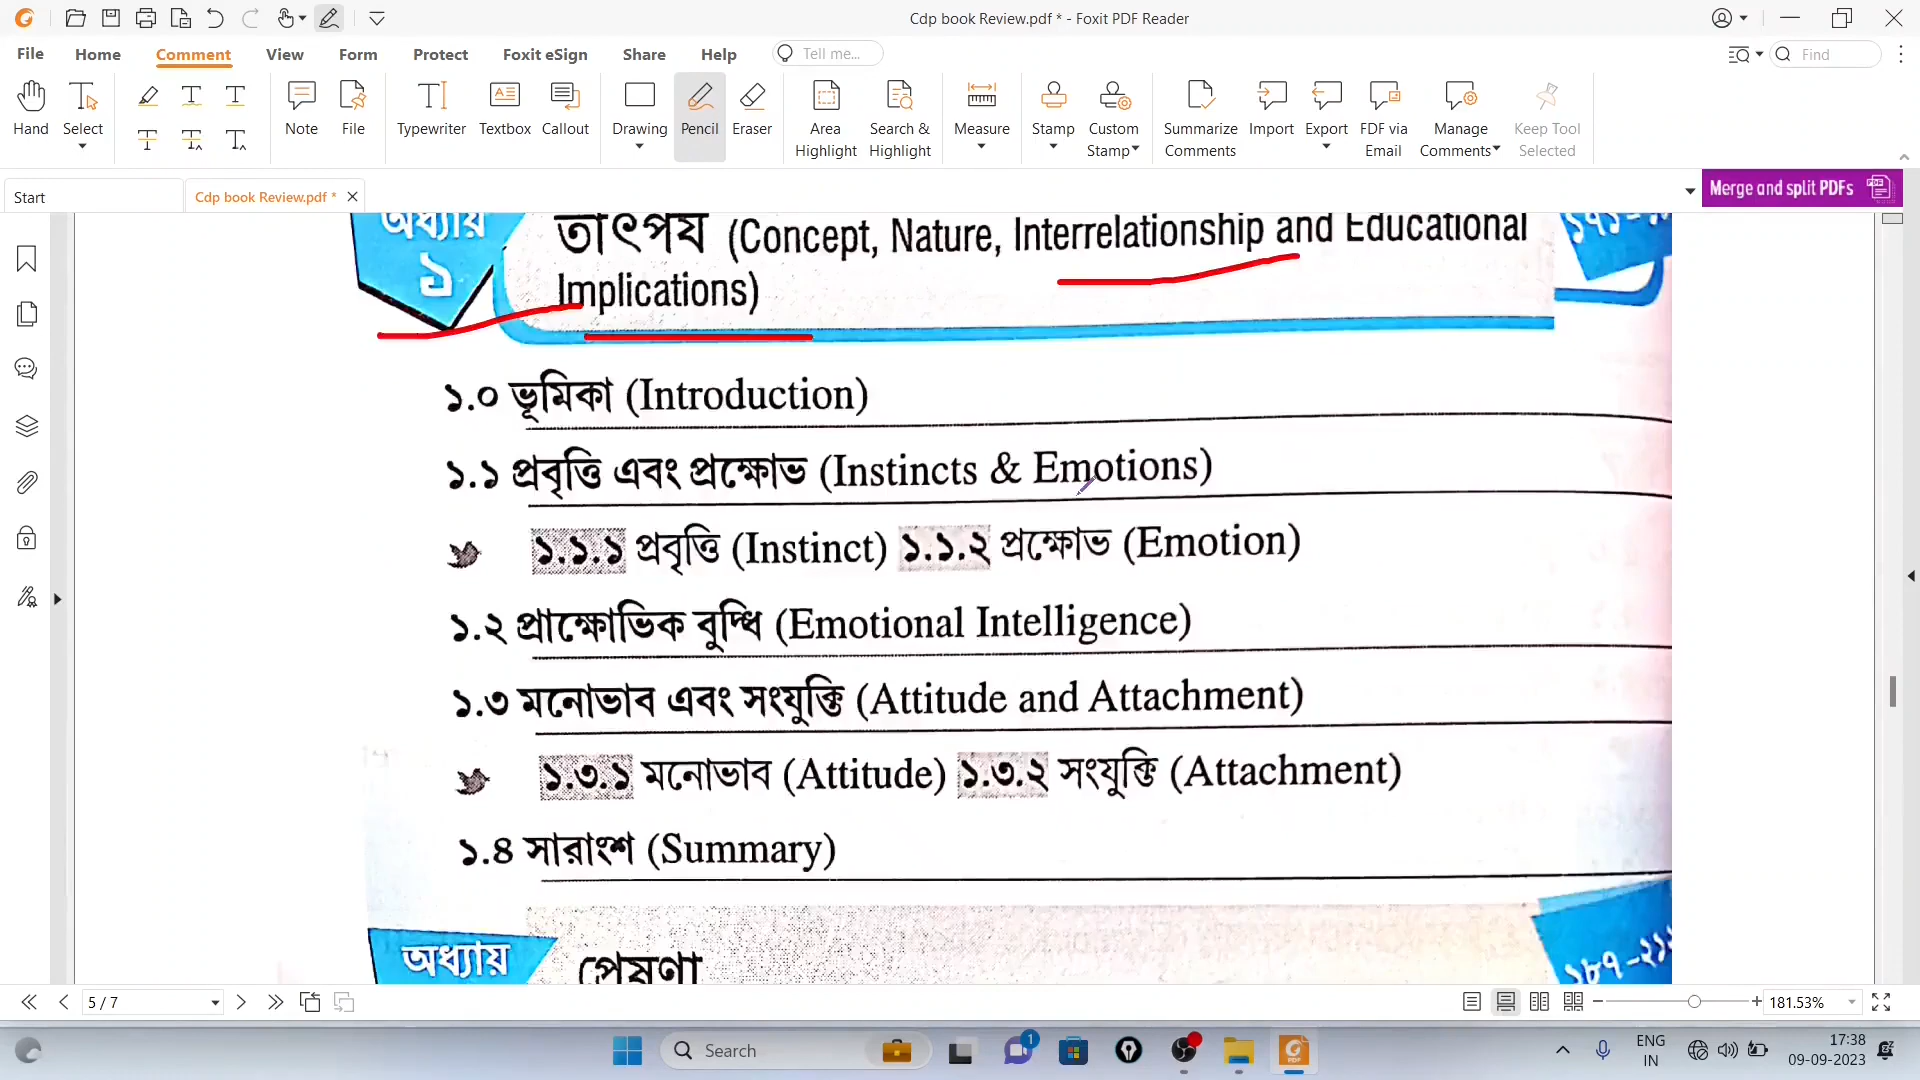 Cdp book Review.pdf * - Foxit PDF Reader
File Home Comment View Form Protect Foxit eSign Share Help Tell me... Find
Hand Select Note File Typewriter Textbox Callout Drawing Pencil Eraser Area Highlight Search & Highlight Measure Stamp Custom Stamp Summarize Comments Import Export FDF via Email Manage Comments Keep Tool Selected
Start Cdp book Review.pdf * Merge and split PDFs
অধ্যায় ১
তাৎপর্য (Concept, Nature, Interrelationship and Educational
Implications)
১.০ ভূমিকা (Introduction)
১.১ প্রবৃত্তি এবং প্রক্ষোভ (Instincts & Emotions)
১.১.১ প্রবৃত্তি (Instinct) ১.১.২ প্রক্ষোভ (Emotion)
১.২ প্রাক্ষোভিক বুদ্ধি (Emotional Intelligence)
১.৩ মনোভাব এবং সংযুক্তি (Attitude and Attachment)
১.৩.১ মনোভাব (Attitude) ১.৩.২ সংযুক্তি (Attachment)
১.৪ সারাংশ (Summary)
অধ্যায় প্রেষণা
5 / 7 181.53%
Search 1 ENG IN 17:38 09-09-2023